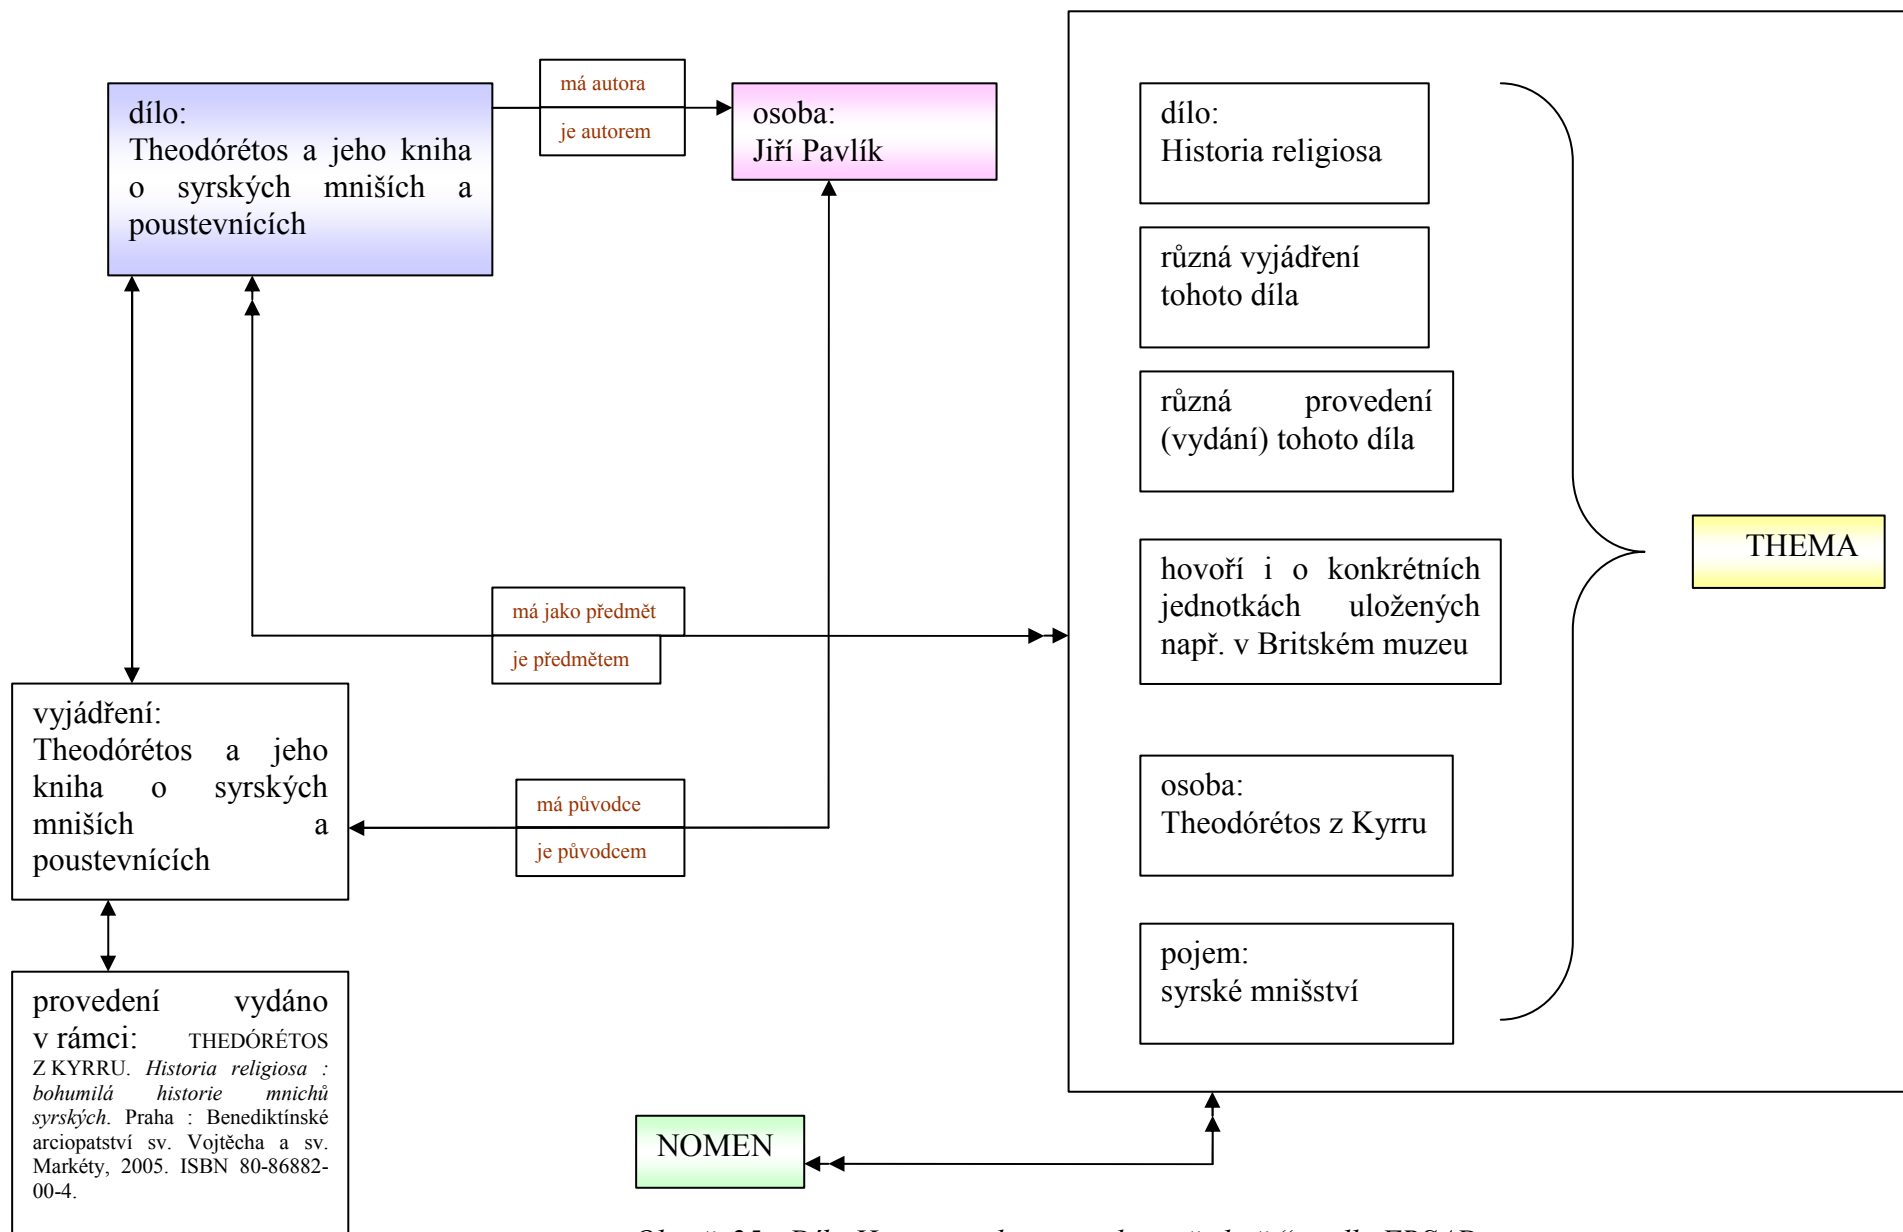 dílo:
Theodórétos a jeho kniha
o syrských mniších a
poustevnících
má autora
je autorem
osoba:
Jiří Pavlík
má jako předmět
je předmětem
vyjádření:
Theodórétos a jeho
kniha o syrských
mniších a
poustevnících
má původce
je původcem
provedení vydáno
v rámci: THEDÓRÉTOS
Z KYRRU. Historia religiosa :
bohumilá historie mnichů
syrských. Praha : Benediktínské
arciopatství sv. Vojtěcha a sv.
Markéty, 2005. ISBN 80-86882-
00-4.
dílo:
Historia religiosa
různá vyjádření
tohoto díla
různá provedení
(vydání) tohoto díla
hovoří i o konkrétních
jednotkách uložených
např. v Britském muzeu
osoba:
Theodórétos z Kyrru
pojem:
syrské mnišství
THEMA
NOMEN